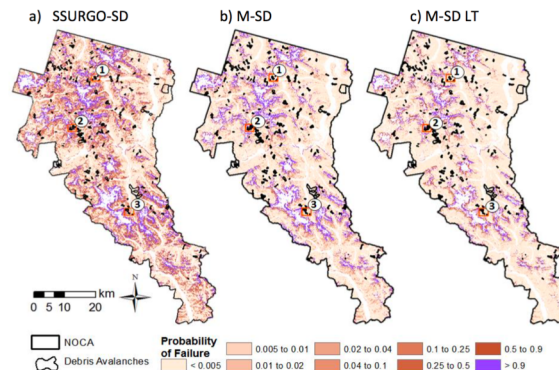 a) SSURGO-SD
b) M-SD
c) M-SD LT
1
1
1
2
2
2
3
3
3
N
km
0 5 10 20
NOCA
Debris Avalanches
Probability
of Failure
< 0.005
0.005 to 0.01
0.01 to 0.02
0.02 to 0.04
0.04 to 0.1
0.1 to 0.25
0.25 to 0.5
0.5 to 0.9
> 0.9